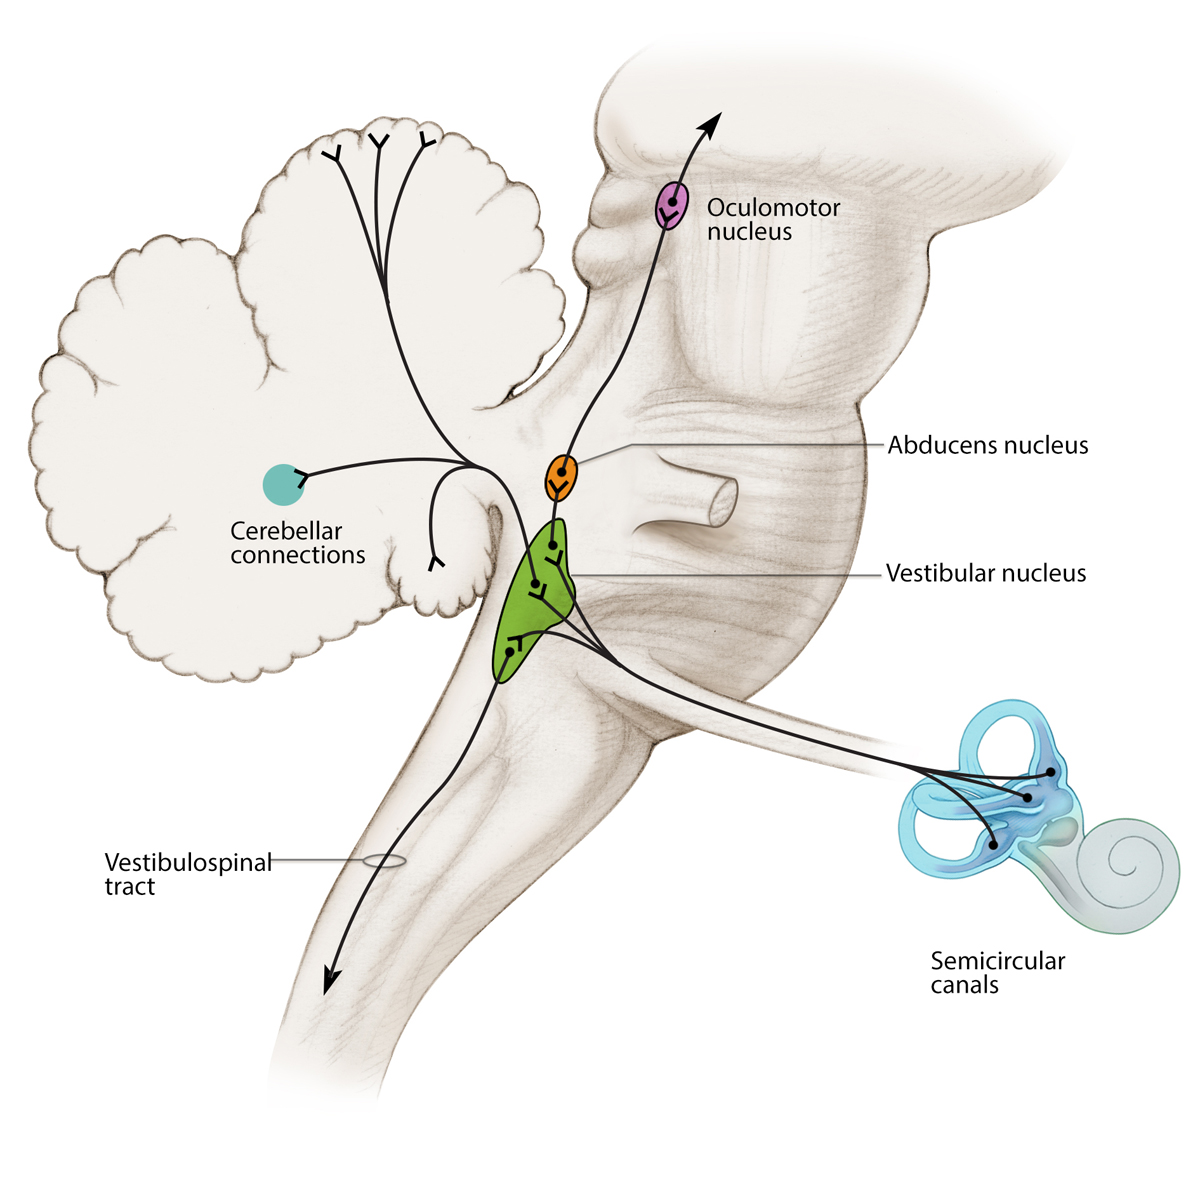 Oculomotor
nucleus
Abducens nucleus
Cerebellar
connections
Vestibular nucleus
Vestibulospinal
tract
Semicircular
canals